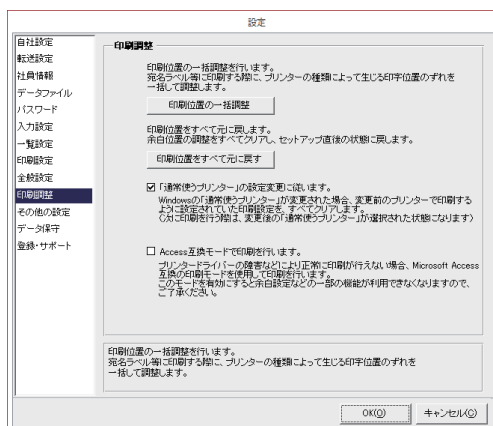 設定
自社設定
転送設定
社員情報
データファイル
パスワード
入力設定
一覧設定
印刷設定
全般設定
印刷調整
その他の設定
データ保守
登録・サポート
印刷調整
印刷位置の一括調整を行います。
宛名ラベル等に印刷する際に、プリンターの種類によって生じる印字位置のずれを
一括して調整します。
印刷位置の一括調整
印刷位置をすべて元に戻します。
余白位置の調整をすべてクリアし、セットアップ直後の状態に戻します。
印刷位置をすべて元に戻す
「通常使うプリンター」の設定変更に従います。
Windowsの「通常使うプリンター」が変更された場合、変更前のプリンターで印刷する
ように設定されていた印刷設定を、すべてクリアします。
(次に印刷を行う際は、変更後の「通常使うプリンター」が選択された状態になります)
Access互換モードで印刷を行います。
プリンタードライバーの障害などにより正常に印刷が行えない場合、Microsoft Access
互換の印刷モードを使用して印刷を行います。
このモードを有効にすると余白設定などの一部の機能が利用できなくなりますので、
ご了承ください。
印刷位置の一括調整を行います。
宛名ラベル等に印刷する際に、プリンターの種類によって生じる印字位置のずれを
一括して調整します。
OK(O)
キャンセル(C)